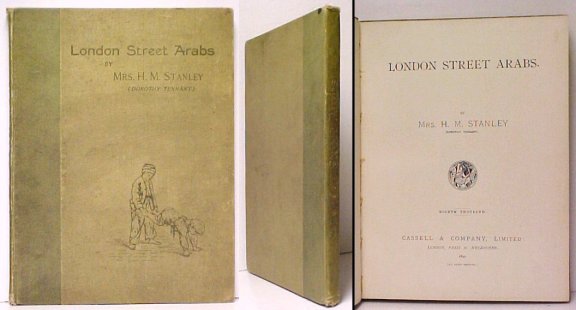 London Street Arabs
BY
MRS. H. M. STANLEY
(DOROTHY TENNANT)
LONDON STREET ARABS.
BY
MRS. H. M. STANLEY
(DOROTHY TENNANT)
EIGHTH THOUSAND
CASSELL & COMPANY, LIMITED
LONDON, PARIS & MELBOURNE